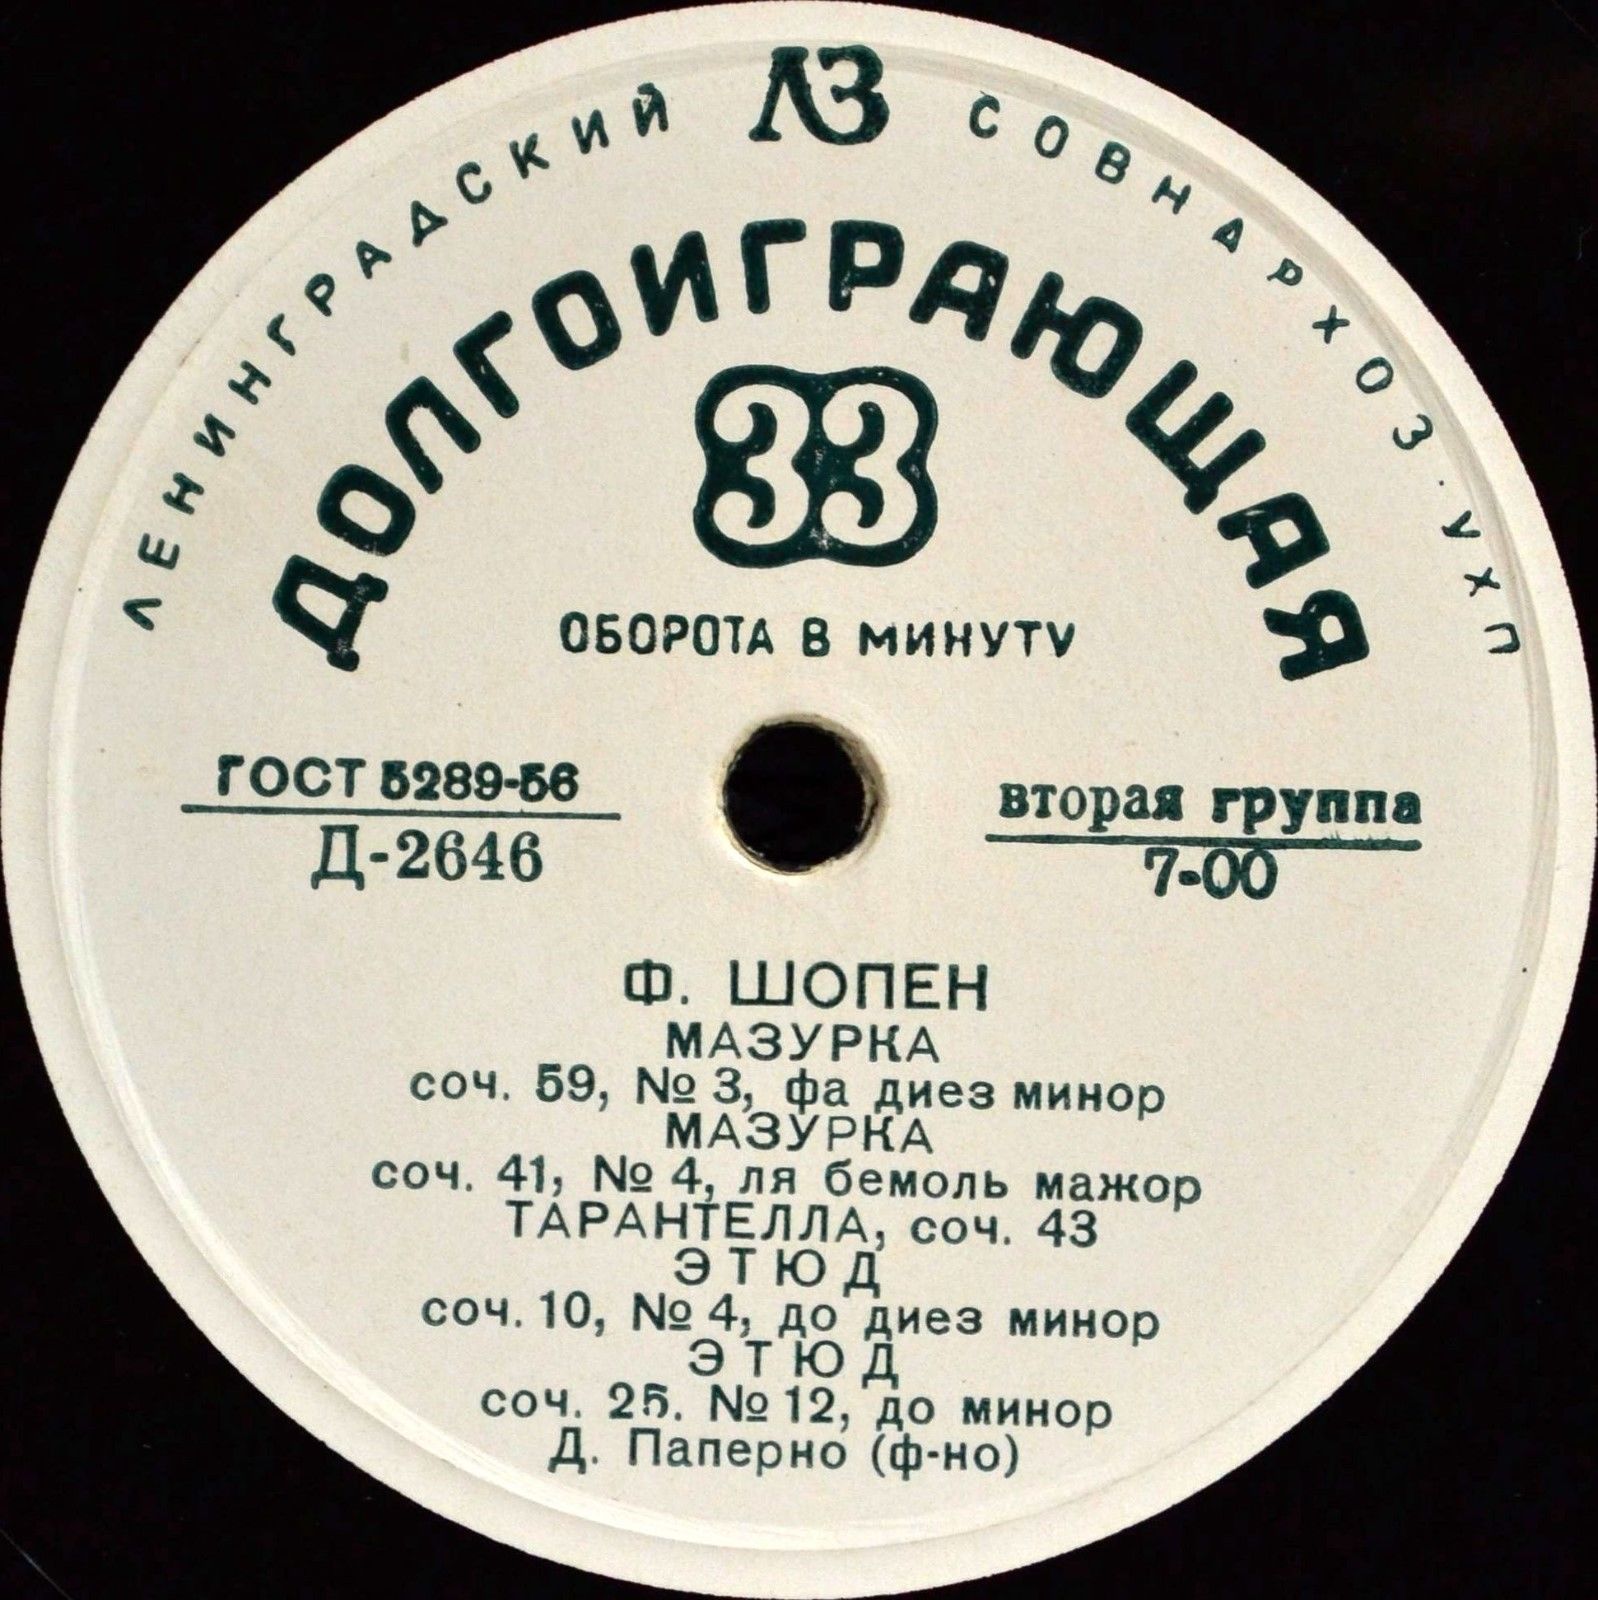 ЛЕНИНГРАДСКИЙ ЛЗ СОВНАРХОЗ·УХП
ДОЛГОИГРАЮЩАЯ
33
ОБОРОТА В МИНУТУ
ГОСТ 5289-56
Д-2646
вторая группа
7-00
Ф. ШОПЕН
МАЗУРКА
соч. 59, № 3, фа диез минор
МАЗУРКА
соч. 41, № 4, ля бемоль мажор
ТАРАНТЕЛЛА, соч. 43
ЭТЮД
соч. 10, № 4, до диез минор
ЭТЮД
соч. 25. № 12, до минор
Д. Паперно (ф-но)